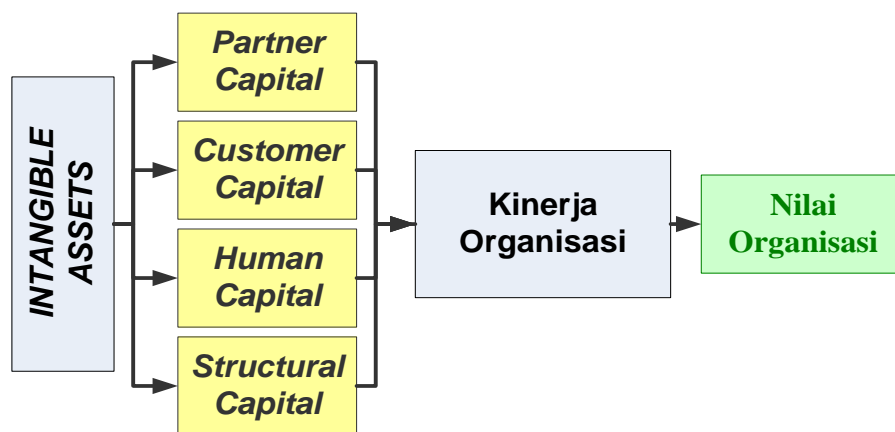 INTANGIBLE
ASSETS
Partner
Capital
Customer
Capital
Human
Capital
Structural
Capital
Kinerja
Organisasi
Nilai
Organisasi